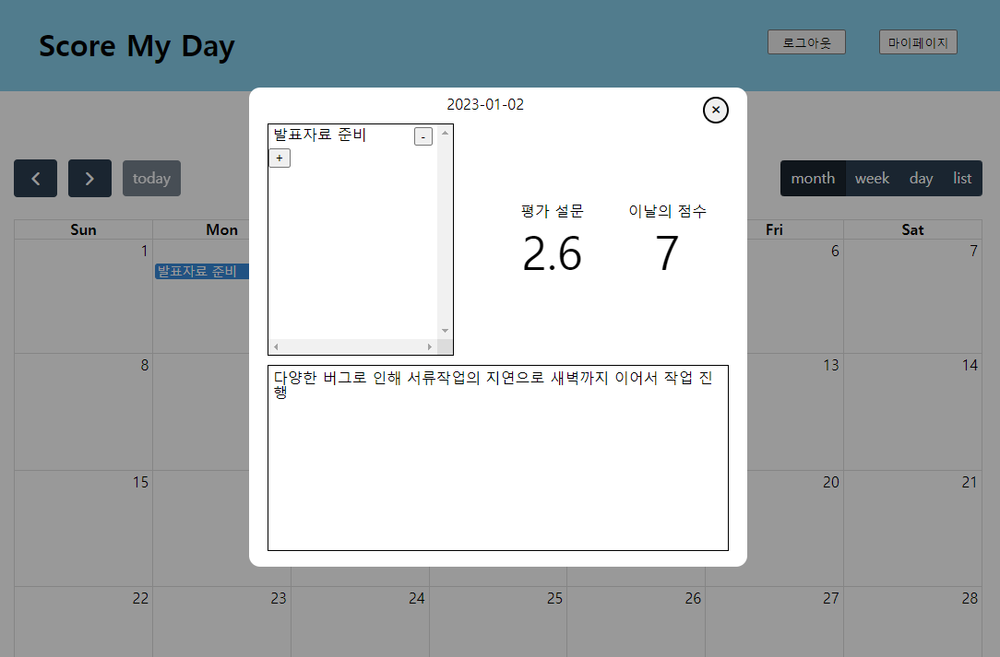 Score My Day
로그아웃 마이페이지
2023-01-02 ×
발표자료 준비 -
+
today
month week day list
평가 설문 이날의 점수
2.6 7
Sun Mon Fri Sat
1 6 7
발표자료 준비
8 13 14
다양한 버그로 인해 서류작업의 지연으로 새벽까지 이어서 작업 진
행
15 20 21
22 23 24 25 26 27 28